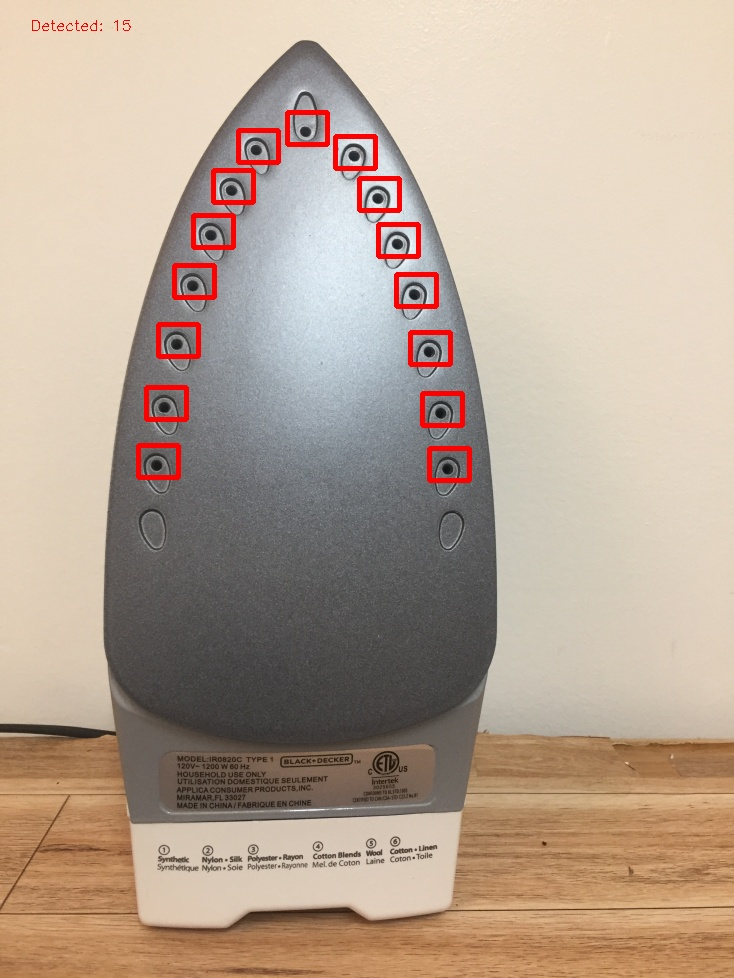 Detected: 15
MODEL:IR0820C TYPE 1 BLACK+DECKER™
120V~ 1200 W 60 Hz
HOUSEHOLD USE ONLY
UTILISATION DOMESTIQUE SEULEMENT
APPLICA CONSUMER PRODUCTS,INC.
MIRAMAR,FL 33027
MADE IN CHINA / FABRIQUE EN CHINE
C ETL US
Intertek
① ② ③ ④ ⑤ ⑥
Synthetic Nylon • Silk Polyester • Rayon Cotton Blends Wool Cotton • Linen
Synthétique Nylon • Soie Polyester • Rayonne Mel. de Coton Laine Coton • Toile